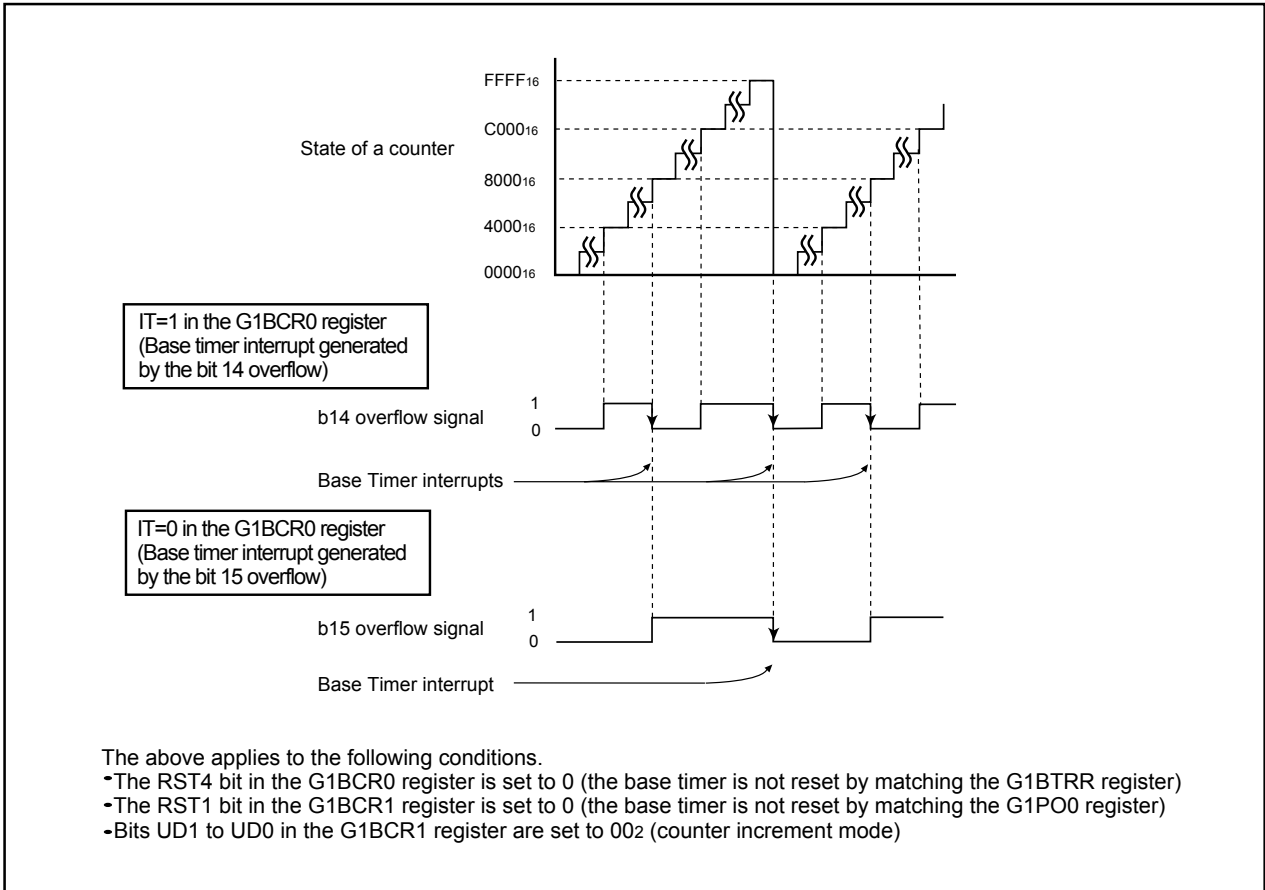 FFFF16
C00016
State of a counter
800016
400016
000016
IT=1 in the G1BCR0 register
(Base timer interrupt generated
by the bit 14 overflow)
1
b14 overflow signal
0
Base Timer interrupts
IT=0 in the G1BCR0 register
(Base timer interrupt generated
by the bit 15 overflow)
1
b15 overflow signal
0
Base Timer interrupt
The above applies to the following conditions.
•The RST4 bit in the G1BCR0 register is set to 0 (the base timer is not reset by matching the G1BTRR register)
•The RST1 bit in the G1BCR1 register is set to 0 (the base timer is not reset by matching the G1PO0 register)
•Bits UD1 to UD0 in the G1BCR1 register are set to 002 (counter increment mode)